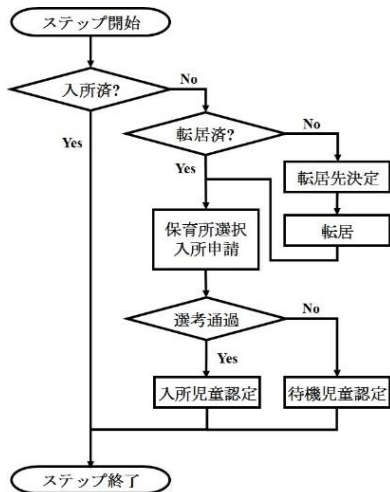 ステップ開始
入所済?
No
Yes
転居済?
No
Yes
転居先決定
転居
保育所選択
入所申請
選考通過
No
Yes
入所児童認定
待機児童認定
ステップ終了